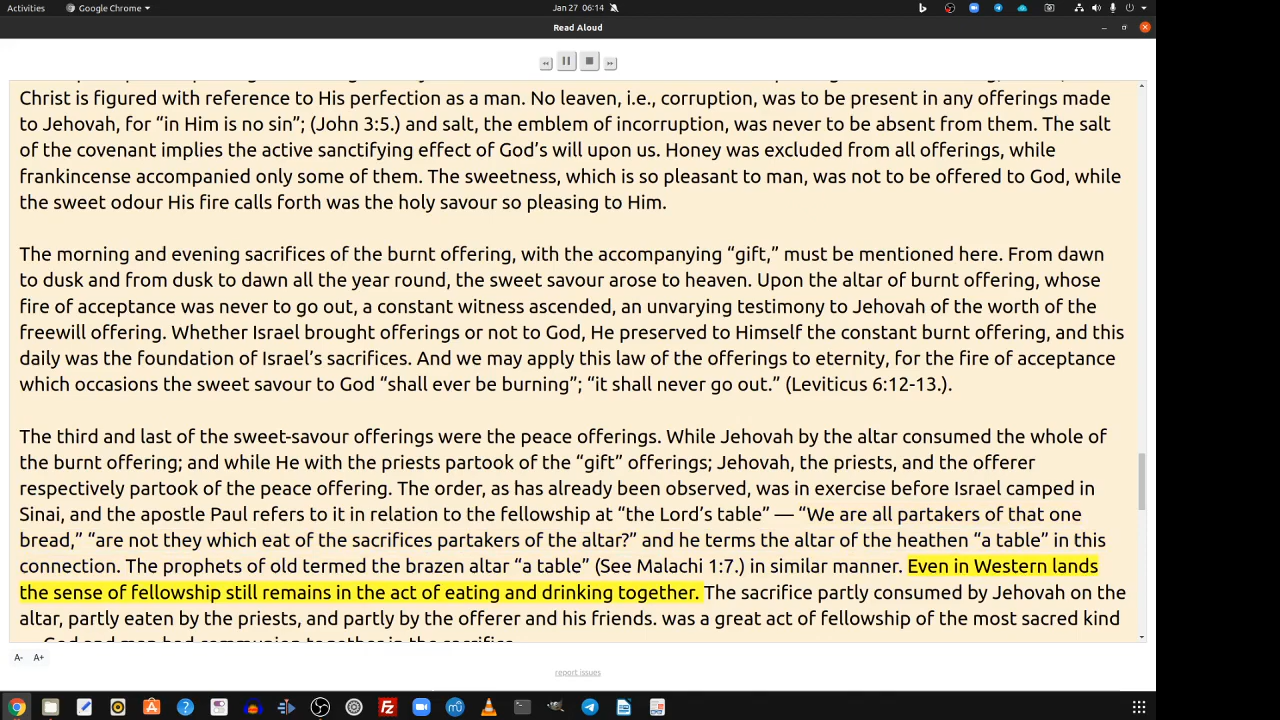 Activities
Google Chrome
Jan 27 06:14
Read Aloud
Christ is figured with reference to His perfection as a man. No leaven, i.e., corruption, was to be present in any offerings made
to Jehovah, for “in Him is no sin”; (John 3:5.) and salt, the emblem of incorruption, was never to be absent from them. The salt
of the covenant implies the active sanctifying effect of God’s will upon us. Honey was excluded from all offerings, while
frankincense accompanied only some of them. The sweetness, which is so pleasant to man, was not to be offered to God, while
the sweet odour His fire calls forth was the holy savour so pleasing to Him.
The morning and evening sacrifices of the burnt offering, with the accompanying “gift,” must be mentioned here. From dawn
to dusk and from dusk to dawn all the year round, the sweet savour arose to heaven. Upon the altar of burnt offering, whose
fire of acceptance was never to go out, a constant witness ascended, an unvarying testimony to Jehovah of the worth of the
freewill offering. Whether Israel brought offerings or not to God, He preserved to Himself the constant burnt offering, and this
daily was the foundation of Israel’s sacrifices. And we may apply this law of the offerings to eternity, for the fire of acceptance
which occasions the sweet savour to God “shall ever be burning”; “it shall never go out.” (Leviticus 6:12-13.).
The third and last of the sweet-savour offerings were the peace offerings. While Jehovah by the altar consumed the whole of
the burnt offering; and while He with the priests partook of the “gift” offerings; Jehovah, the priests, and the offerer
respectively partook of the peace offering. The order, as has already been observed, was in exercise before Israel camped in
Sinai, and the apostle Paul refers to it in relation to the fellowship at “the Lord’s table” — “We are all partakers of that one
bread,” “are not they which eat of the sacrifices partakers of the altar?” and he terms the altar of the heathen “a table” in this
connection. The prophets of old termed the brazen altar “a table” (See Malachi 1:7.) in similar manner. Even in Western lands
the sense of fellowship still remains in the act of eating and drinking together. The sacrifice partly consumed by Jehovah on the
altar, partly eaten by the priests, and partly by the offerer and his friends. was a great act of fellowship of the most sacred kind
— God and man had communion together in the sacrifice
A- A+
report issues